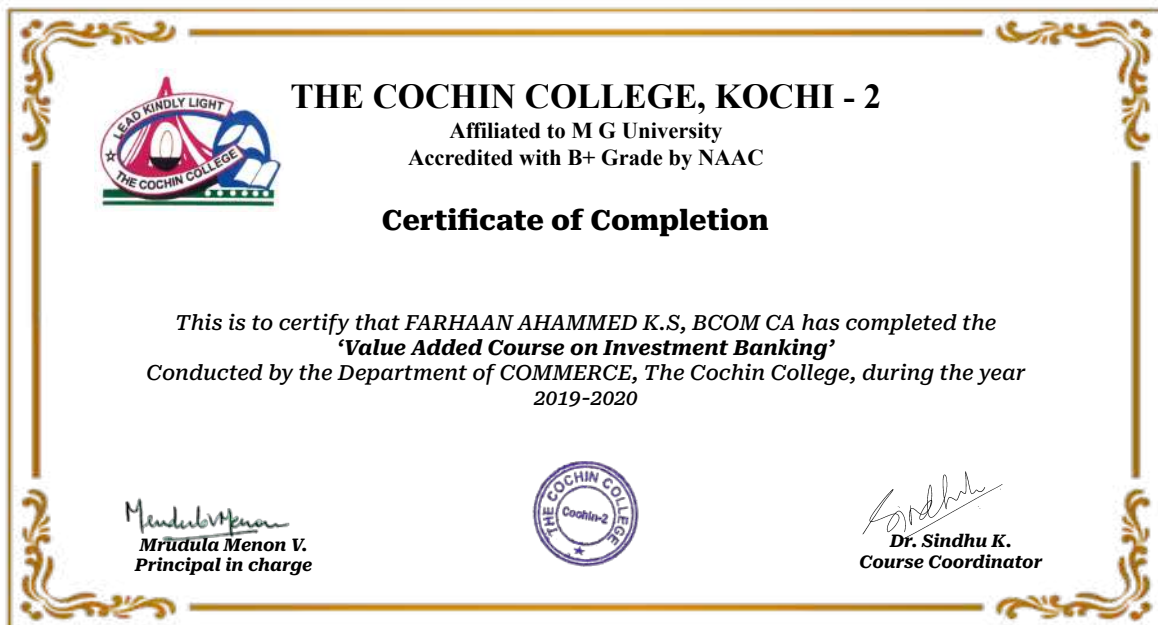 LEAD KINDLY LIGHT
THE COCHIN COLLEGE
THE COCHIN COLLEGE, KOCHI - 2
Affiliated to M G University
Accredited with B+ Grade by NAAC
Certificate of Completion
This is to certify that FARHAAN AHAMMED K.S, BCOM CA has completed the
‘Value Added Course on Investment Banking’
Conducted by the Department of COMMERCE, The Cochin College, during the year
2019-2020
THE COCHIN COLLEGE
Cochin-2
Mrudula Menon V.
Principal in charge
Sindhu
Dr. Sindhu K.
Course Coordinator